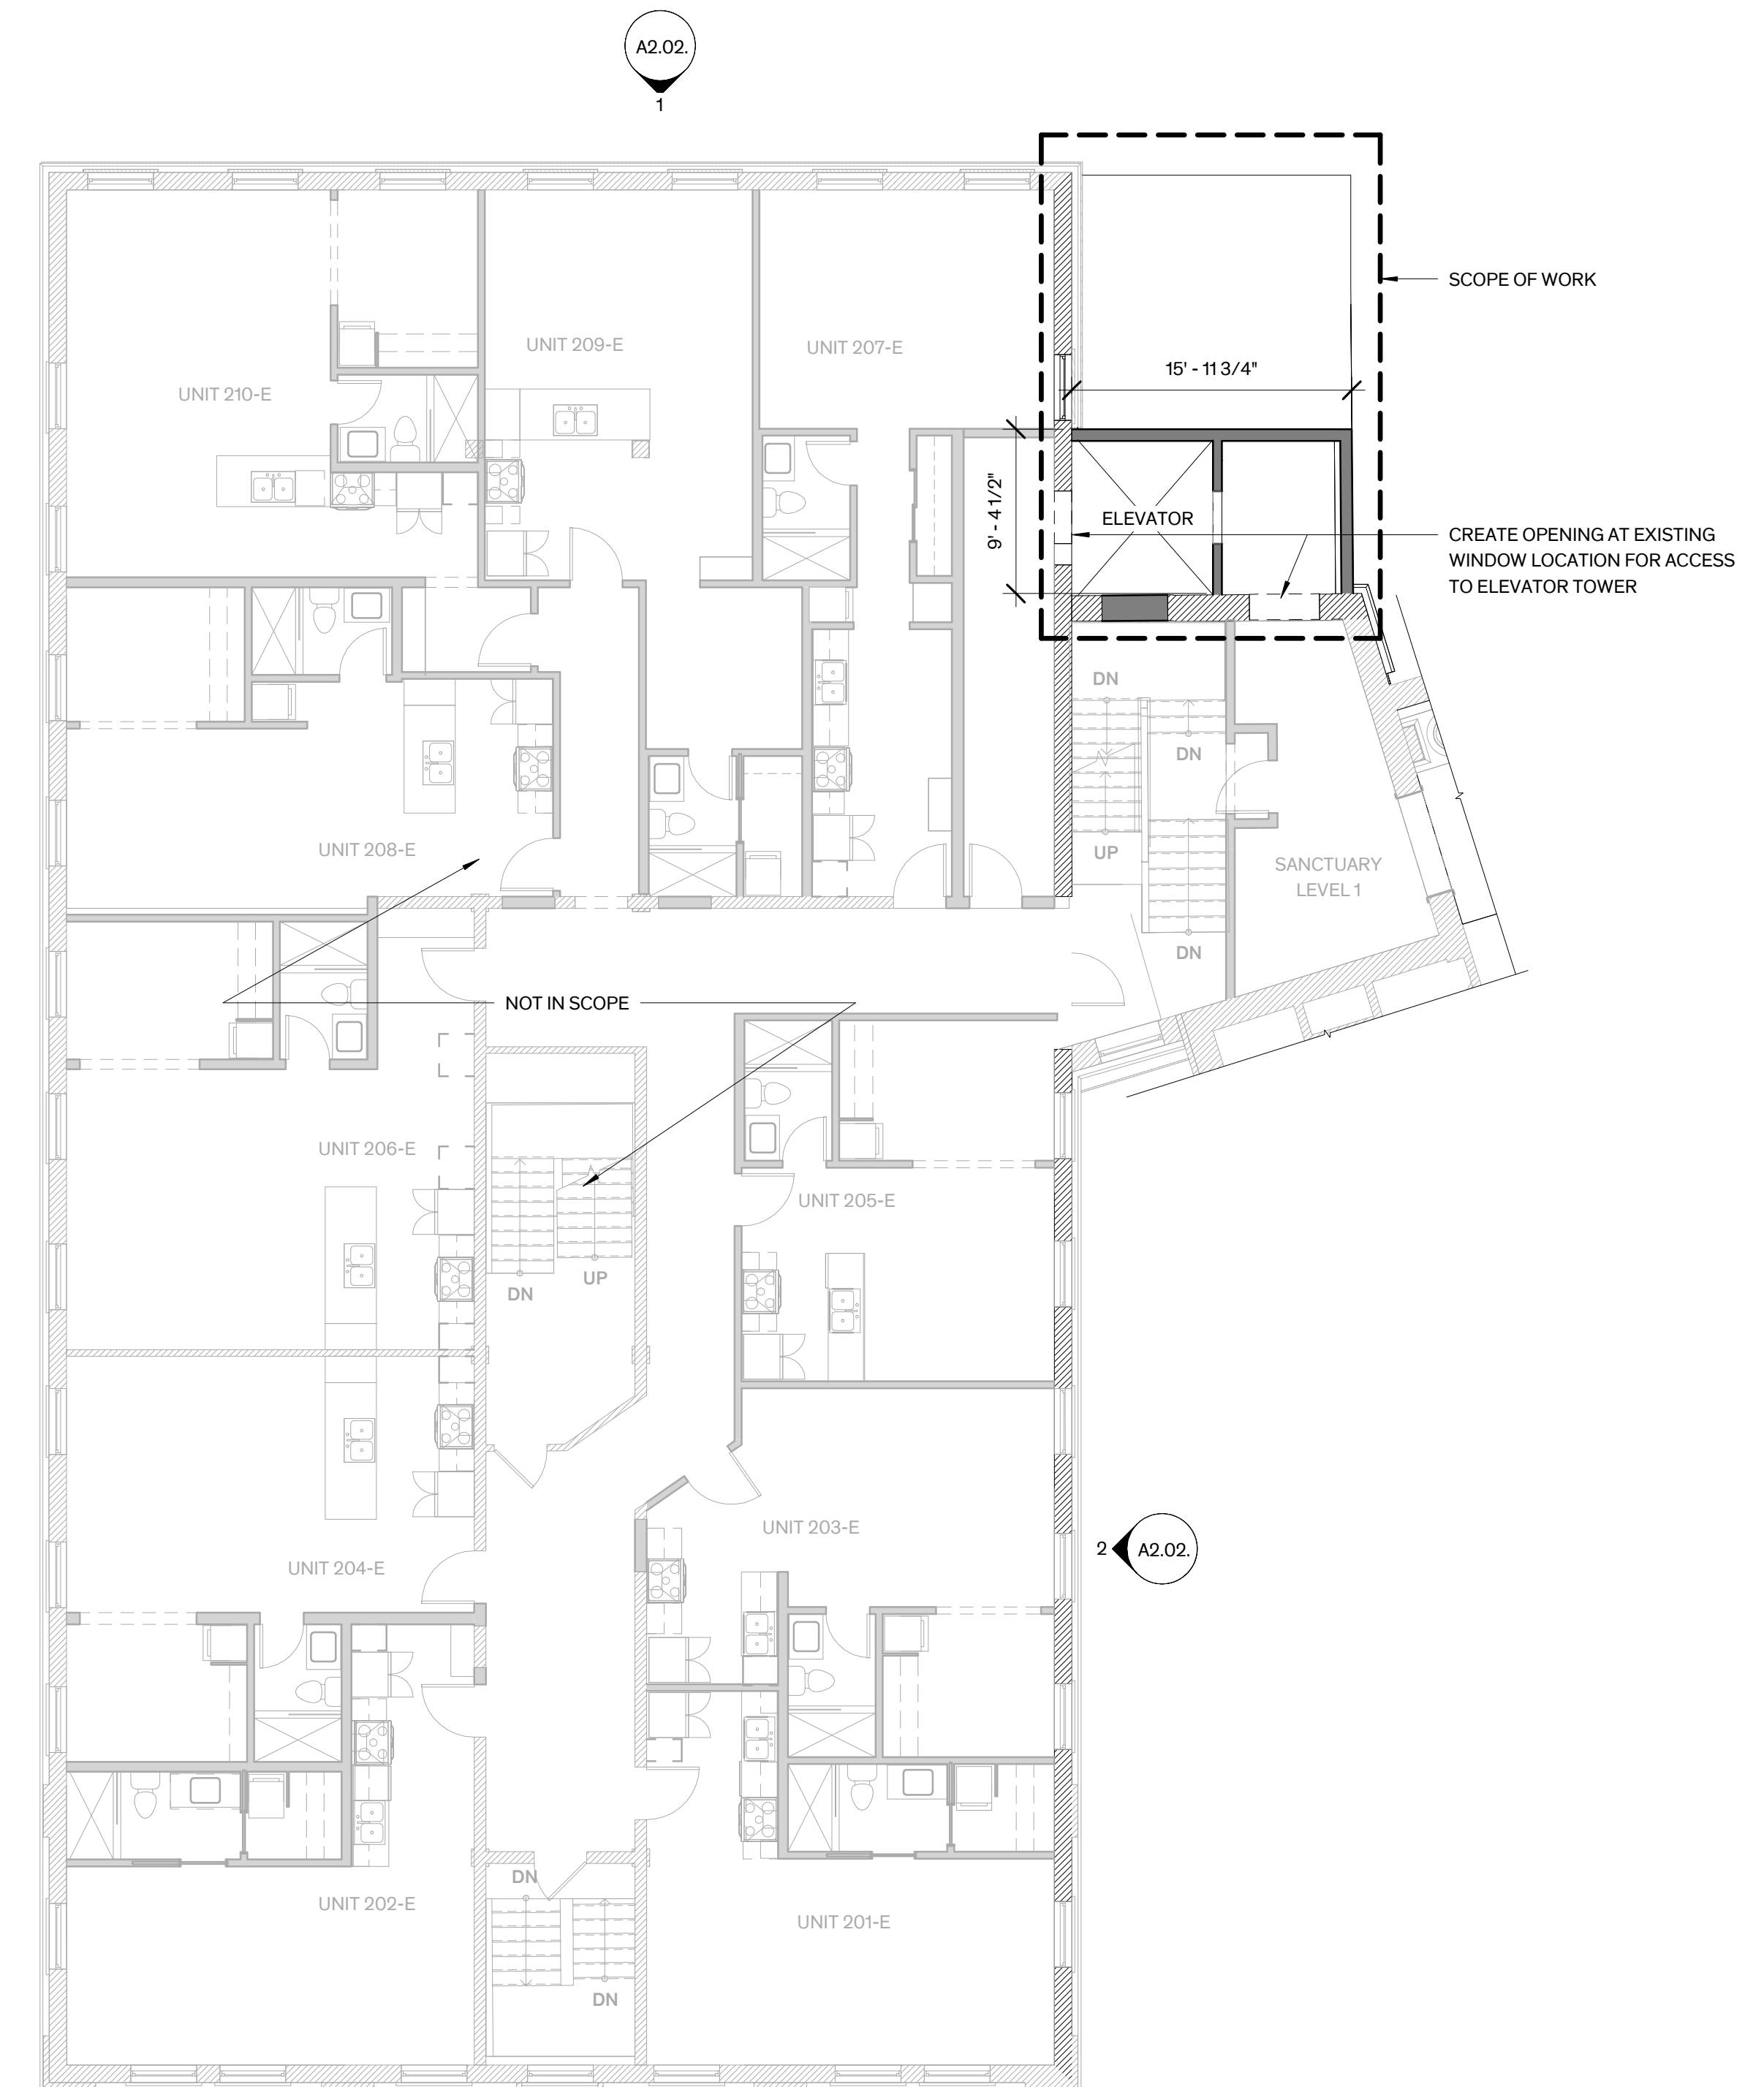 A2.02.
1
SCOPE OF WORK
UNIT 209-E
UNIT 207-E
15' - 11 3/4"
UNIT 210-E
9' - 4 1/2"
ELEVATOR
CREATE OPENING AT EXISTING
WINDOW LOCATION FOR ACCESS
TO ELEVATOR TOWER
DN
DN
UNIT 208-E
UP
SANCTUARY
LEVEL 1
DN
NOT IN SCOPE
UNIT 206-E
UNIT 205-E
UP
DN
UNIT 203-E
2
A2.02.
UNIT 204-E
DN
UNIT 202-E
UNIT 201-E
DN